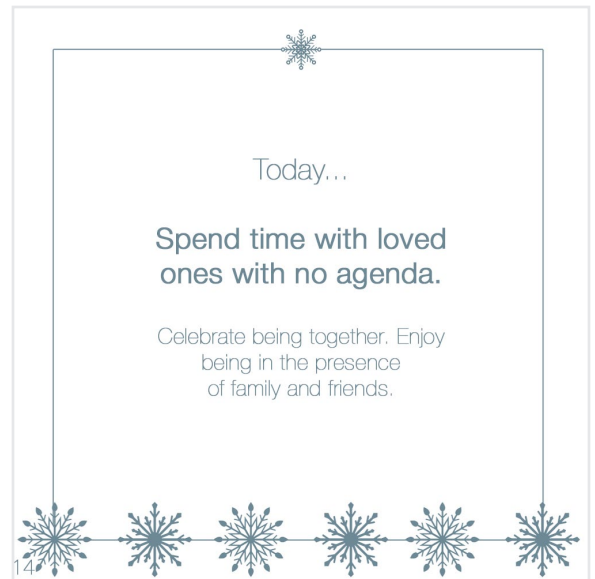 Today...
Spend time with loved
ones with no agenda.
Celebrate being together. Enjoy
being in the presence
of family and friends.
14